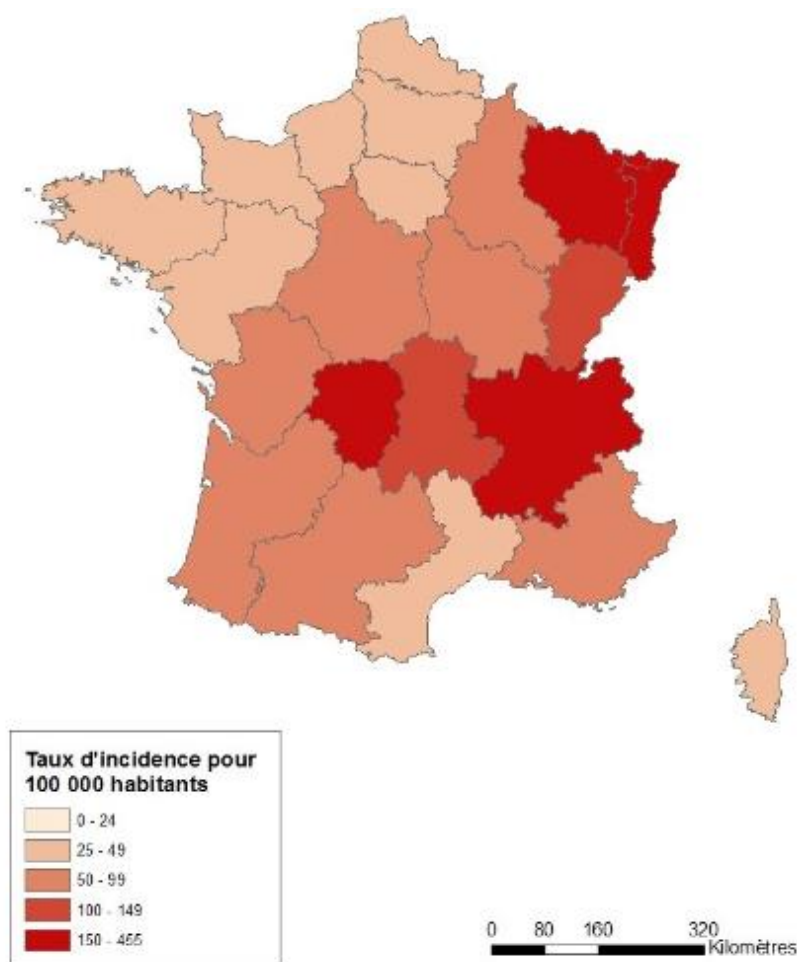 Taux d'incidence pour
100 000 habitants
0 - 24
25 - 49
50 - 99
100 - 149
150 - 455
0 80 160 320
Kilomètres